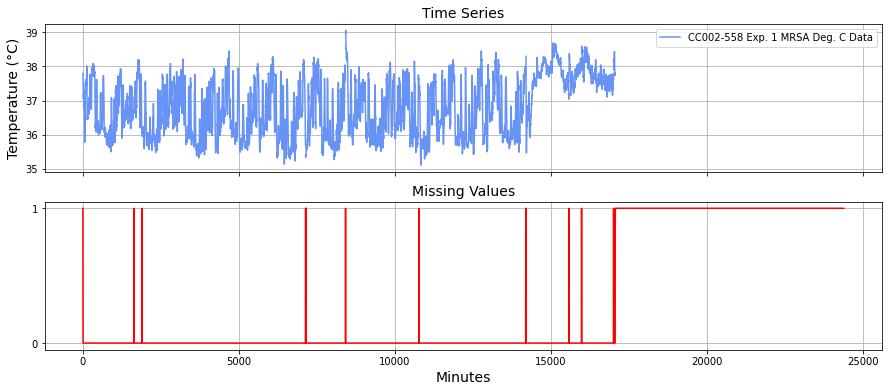 Time Series
CC002-558 Exp. 1 MRSA Deg. C Data
Temperature (°C)
39
38
37
36
35
Missing Values
1
0
0 5000 10000 15000 20000 25000
Minutes